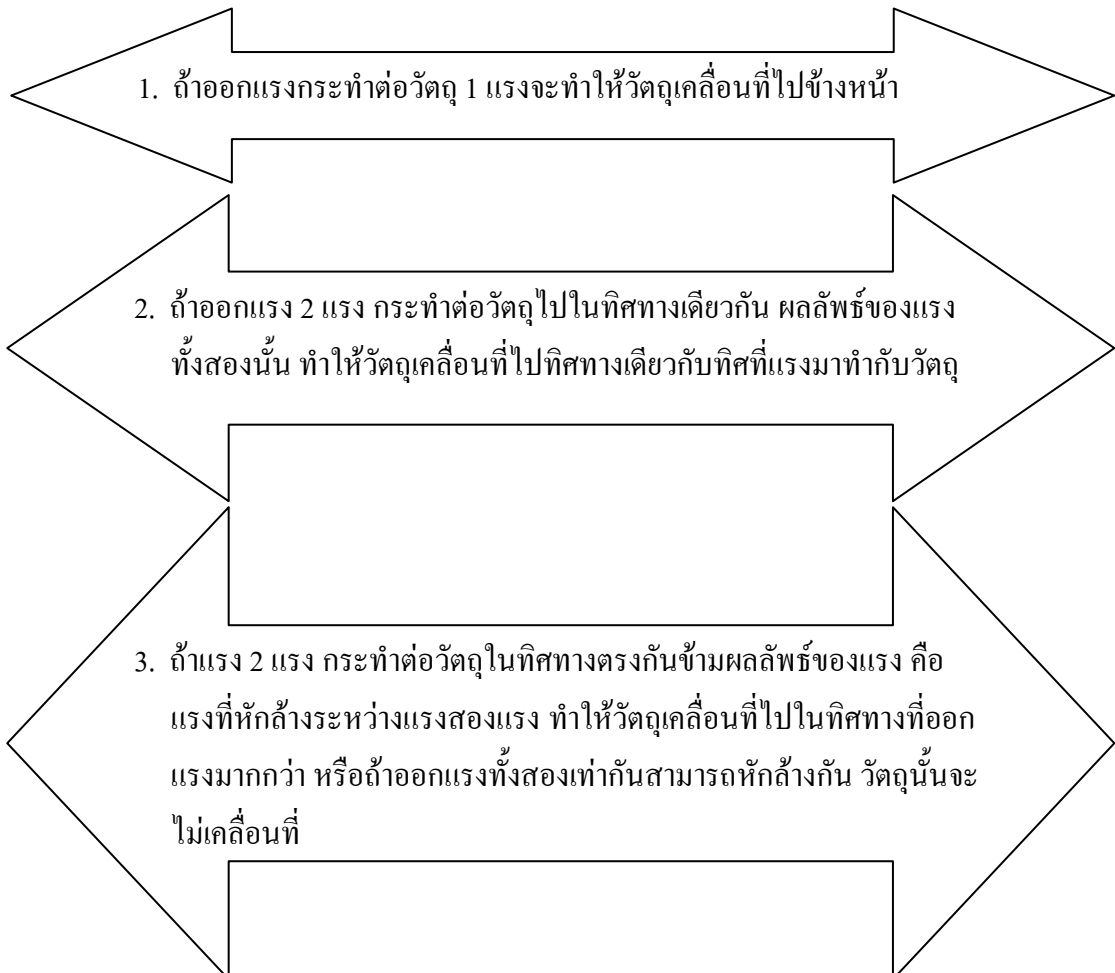 1. ถ้าออกแรงกระทำต่อวัตถุ 1 แรงจะทำให้วัตถุเคลื่อนที่ไปข้างหน้า
2. ถ้าออกแรง 2 แรง กระทำต่อวัตถุไปในทิศทางเดียวกัน ผลลัพธ์ของแรง
ทั้งสองนั้น ทำให้วัตถุเคลื่อนที่ไปทิศทางเดียวกับทิศที่แรงมาทำกับวัตถุ
3. ถ้าแรง 2 แรง กระทำต่อวัตถุในทิศทางตรงกันข้ามผลลัพธ์ของแรง คือ
แรงที่หักล้างระหว่างแรงสองแรง ทำให้วัตถุเคลื่อนที่ไปในทิศทางที่ออก
แรงมากกว่า หรือถ้าออกแรงทั้งสองเท่ากันสามารถหักล้างกัน วัตถุนั้นจะ
ไม่เคลื่อนที่